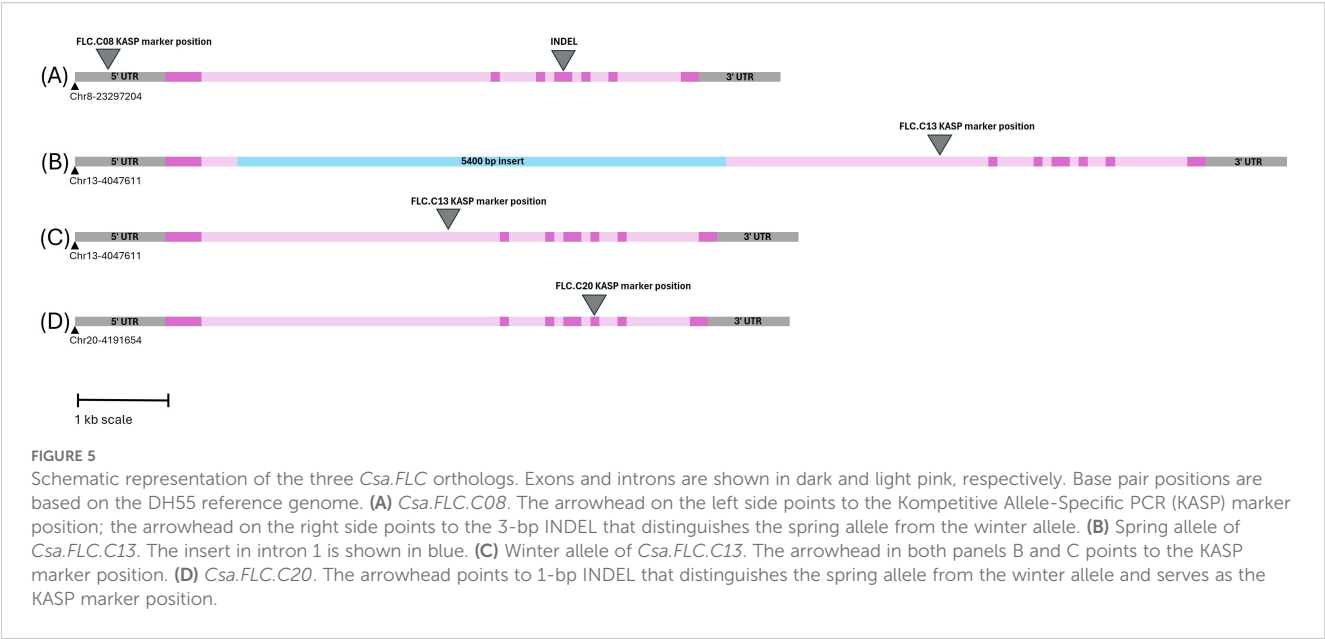 FLC.C08 KASP marker position
INDEL
(A)
5' UTR
3' UTR
Chr8-23297204
FLC.C13 KASP marker position
(B)
5' UTR
5400 bp insert
3' UTR
Chr13-4047611
FLC.C13 KASP marker position
(C)
5' UTR
3' UTR
Chr13-4047611
FLC.C20 KASP marker position
(D)
5' UTR
3' UTR
Chr20-4191654
1 kb scale
FIGURE 5
Schematic representation of the three Csa.FLC orthologs. Exons and introns are shown in dark and light pink, respectively. Base pair positions are
based on the DH55 reference genome. (A) Csa.FLC.C08. The arrowhead on the left side points to the Kompetitive Allele-Specific PCR (KASP) marker
position; the arrowhead on the right side points to the 3-bp INDEL that distinguishes the spring allele from the winter allele. (B) Spring allele of
Csa.FLC.C13. The insert in intron 1 is shown in blue. (C) Winter allele of Csa.FLC.C13. The arrowhead in both panels B and C points to the KASP
marker position. (D) Csa.FLC.C20. The arrowhead points to 1-bp INDEL that distinguishes the spring allele from the winter allele and serves as the
KASP marker position.